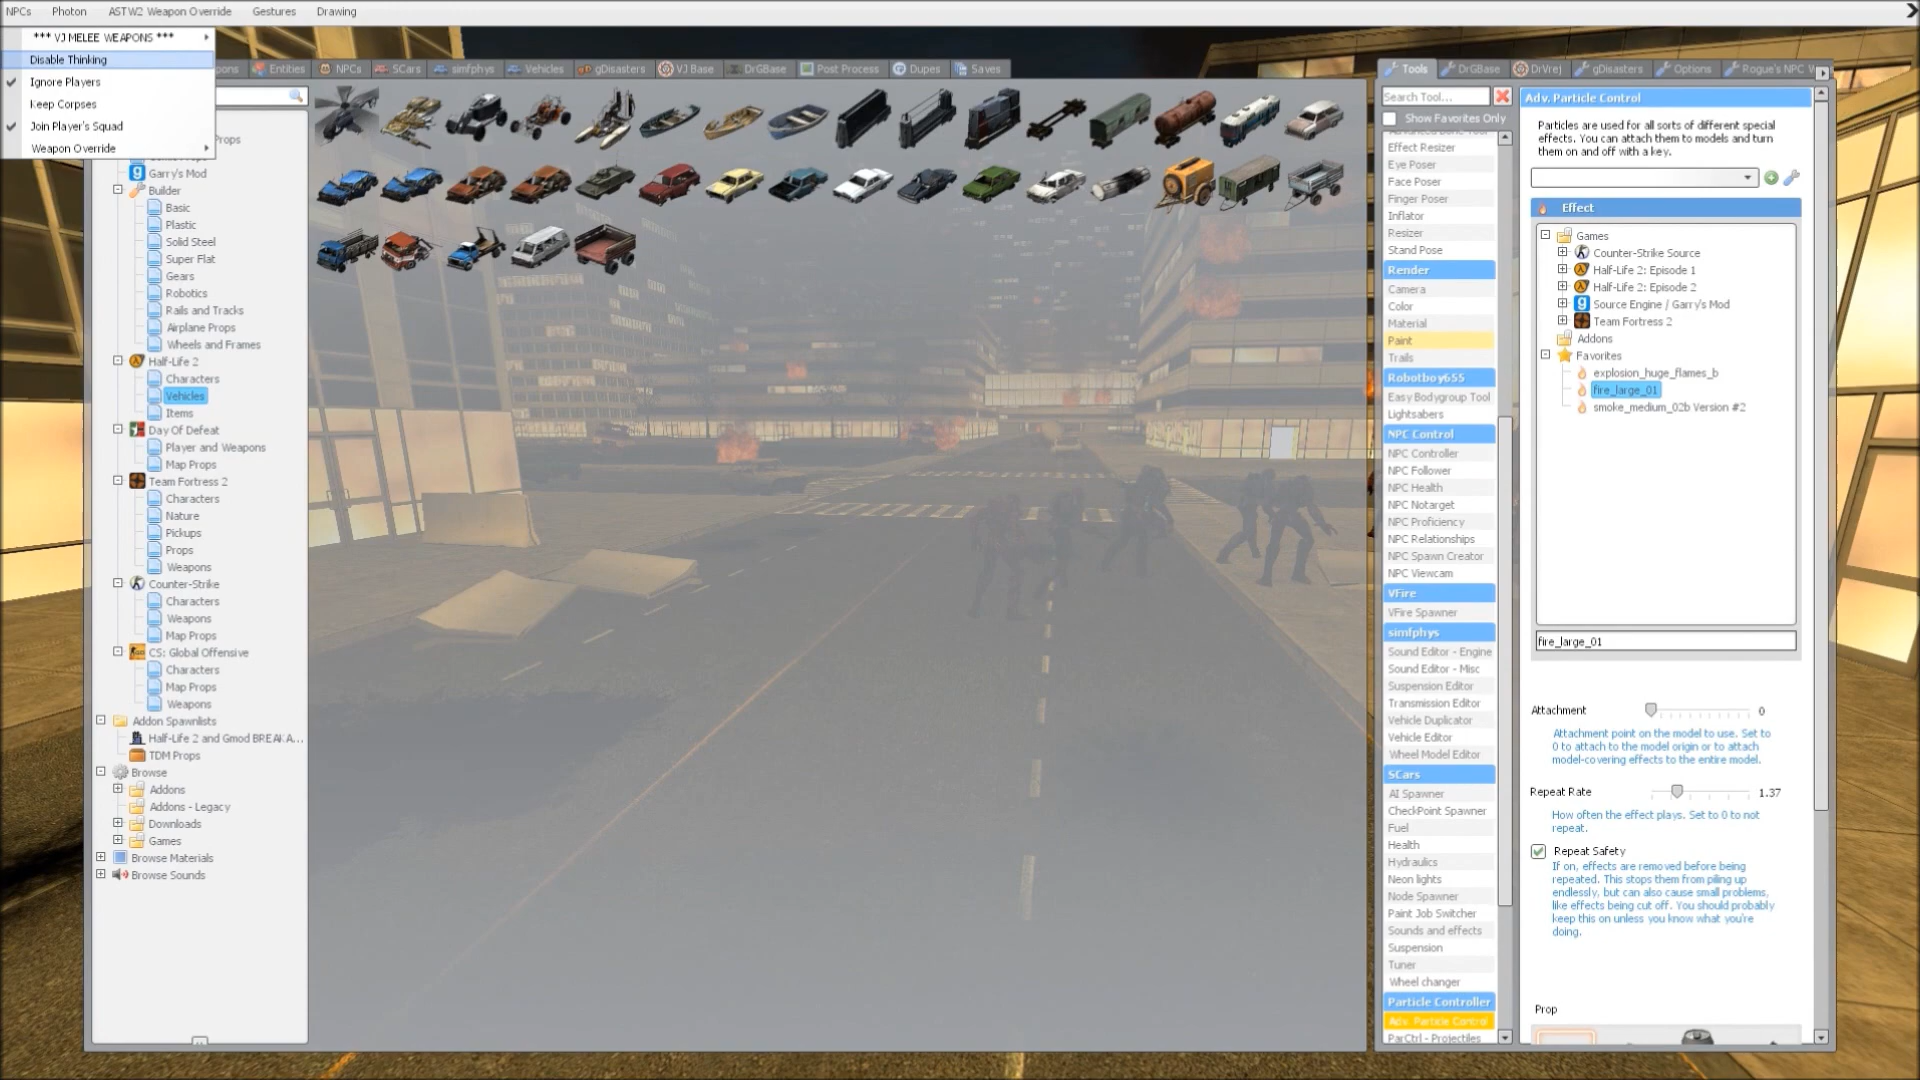 NPCs Photon ASTW2 Weapon Override Gestures Drawing
*** VJ MELEE WEAPONS ***
Disable Thinking
Ignore Players
Keep Corpses
Join Player's Squad
Weapon Override
Entities NPCs SCars simfphys Vehicles gDisasters VJ Base DrGBase Post Process Dupes Saves
Garry's Mod
Builder
Basic
Plastic
Solid Steel
Super Flat
Gears
Robotics
Rails and Tracks
Airplane Props
Wheels and Frames
Half-Life 2
Characters
Vehicles
Items
Day Of Defeat
Player and Weapons
Map Props
Team Fortress 2
Characters
Nature
Pickups
Props
Weapons
Counter-Strike
Characters
Weapons
Map Props
CS: Global Offensive
Characters
Map Props
Weapons
Addon Spawnlists
Half-Life 2 and Gmod BREAKA...
TDM Props
Browse
Addons
Addons - Legacy
Downloads
Games
Browse Materials
Browse Sounds
Tools DrGBase DrVrej gDisasters Options Rogue's NPC
Search Tool...
Show Favorites Only
Effect Resizer
Eye Poser
Face Poser
Finger Poser
Inflator
Resizer
Stand Pose
Render
Camera
Color
Material
Paint
Trails
Robotboy655
Easy Bodygroup Tool
Lightsabers
NPC Control
NPC Controller
NPC Follower
NPC Health
NPC Notarget
NPC Proficiency
NPC Relationships
NPC Spawn Creator
NPC Viewcam
VFire
VFire Spawner
simfphys
Sound Editor - Engine
Sound Editor - Misc
Suspension Editor
Transmission Editor
Vehicle Duplicator
Vehicle Editor
Wheel Model Editor
SCars
AI Spawner
CheckPoint Spawner
Fuel
Health
Hydraulics
Neon lights
Node Spawner
Paint Job Switcher
Sounds and effects
Suspension
Tuner
Wheel changer
Particle Controller
Adv. Particle Control
ParCtrl - Projectiles
Adv. Particle Control
Particles are used for all sorts of different special
effects. You can attach them to models and turn
them on and off with a key.
Effect
Games
Counter-Strike Source
Half-Life 2: Episode 1
Half-Life 2: Episode 2
Source Engine / Garry's Mod
Team Fortress 2
Addons
Favorites
explosion_huge_flames_b
fire_large_01
smoke_medium_02b Version #2
fire_large_01
Attachment 0
Attachment point on the model to use. Set to
0 to attach to the model origin or to attach
model-covering effects to the entire model.
Repeat Rate 1.37
How often the effect plays. Set to 0 to not
repeat.
Repeat Safety
If on, effects are removed before being
repeated. This stops them from piling up
endlessly, but can also cause small problems,
like effects being cut off. You should probably
keep this on unless you know what you're
doing.
Prop